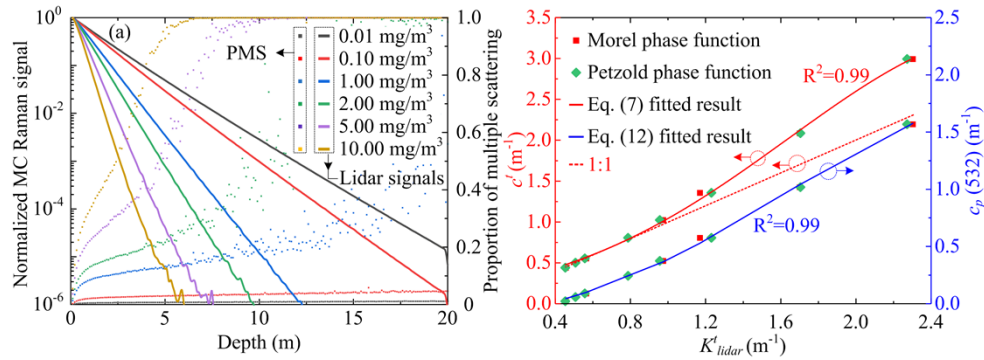 (a)
PMS
0.01 mg/m³
0.10 mg/m³
1.00 mg/m³
2.00 mg/m³
5.00 mg/m³
10.00 mg/m³
Lidar signals
Normalized MC Raman signal
10⁰
10⁻²
10⁻⁴
10⁻⁶
0 5 10 15 20
Depth (m)
1.0
0.8
0.6
0.4
0.2
0
Proportion of multiple scattering
Morel phase function
Petzold phase function
Eq. (7) fitted result
Eq. (12) fitted result
1:1
R²=0.99
R²=0.99
cᵗ (m⁻¹)
3.5
3.0
2.5
2.0
1.5
1.0
0.5
0.0
0.4 0.8 1.2 1.6 2.0 2.4
Kᵗlidar (m⁻¹)
2.5
2.0
1.5
1.0
0.5
0.0
cₚ (532) (m⁻¹)